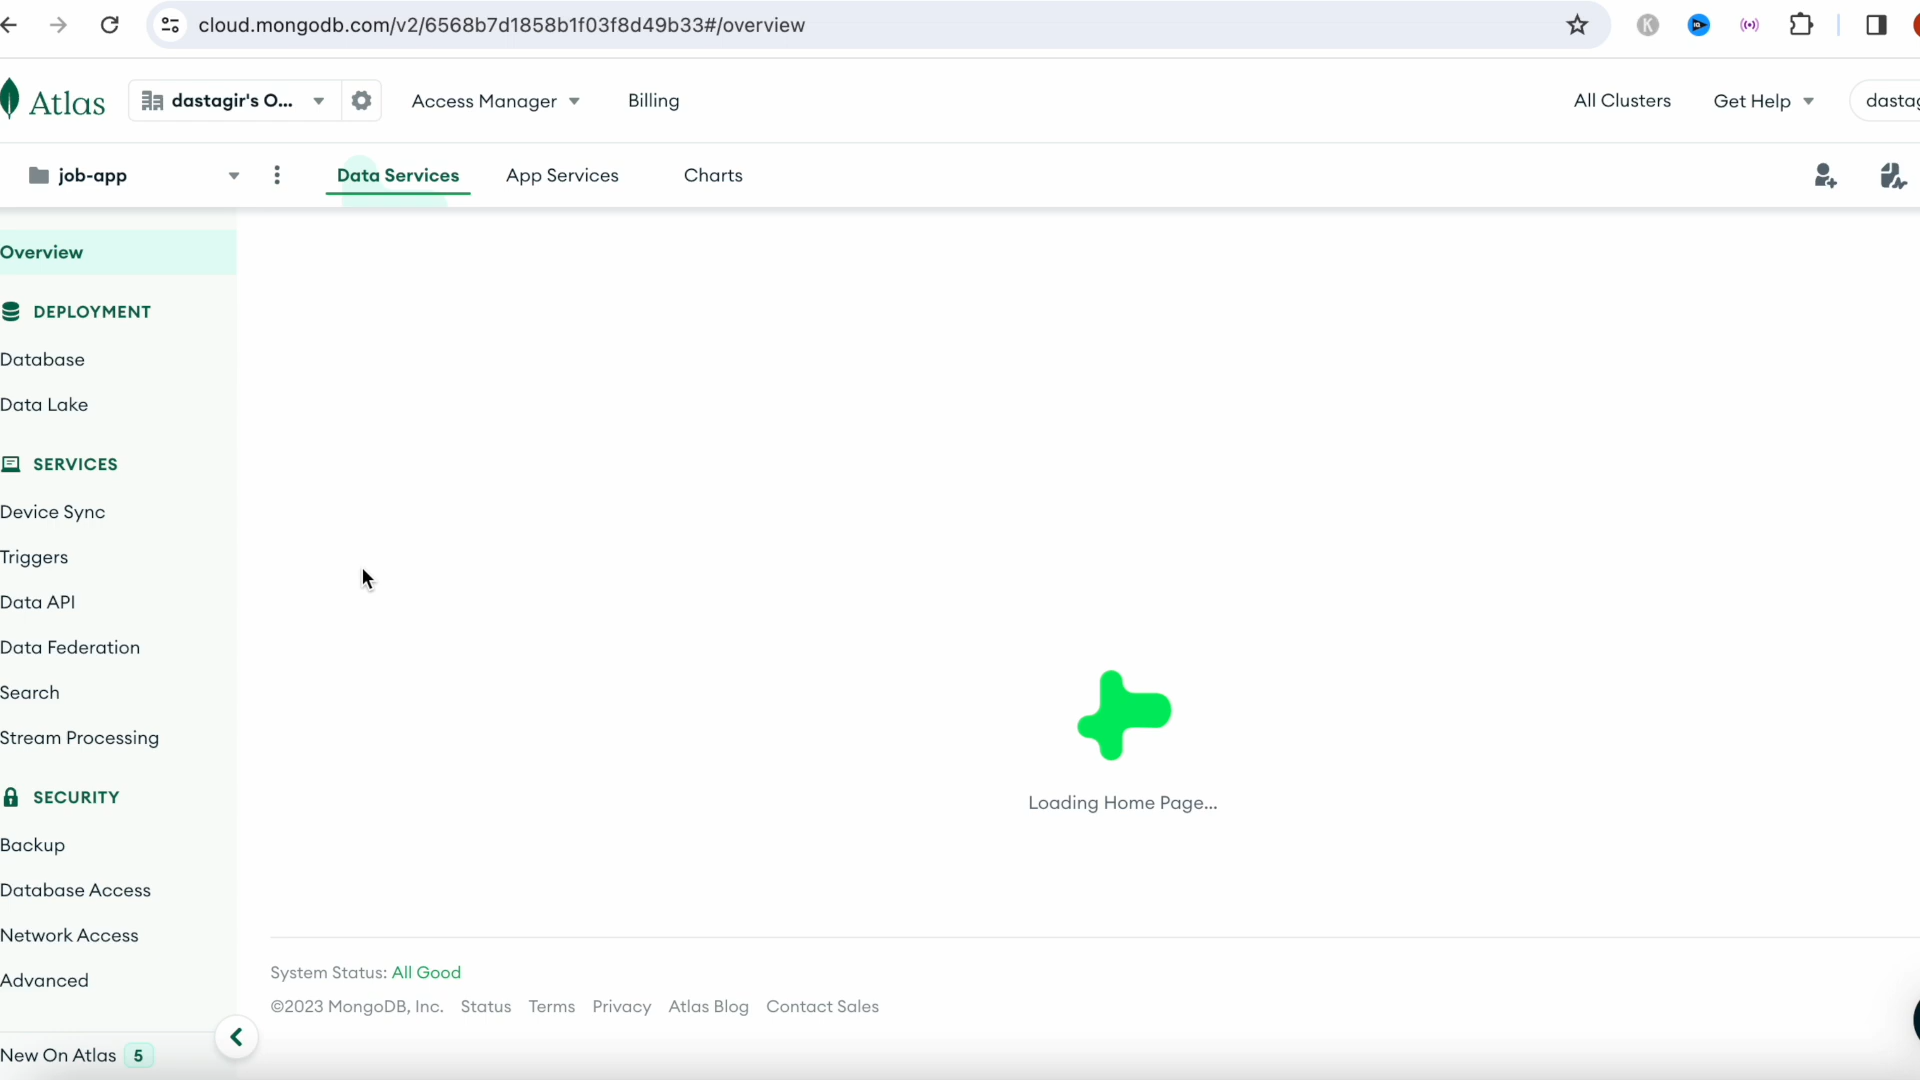 cloud.mongodb.com/v2/6568b7d1858b1f03f8d49b33#/overview
K
Atlas
dastagir's O...
Access Manager
Billing
All Clusters
Get Help
dastag
job-app
Data Services
App Services
Charts
Overview
DEPLOYMENT
Database
Data Lake
SERVICES
Device Sync
Triggers
Data API
Data Federation
Search
Stream Processing
Loading Home Page...
SECURITY
Backup
Database Access
Network Access
Advanced
System Status: All Good
©2023 MongoDB, Inc. Status Terms Privacy Atlas Blog Contact Sales
New On Atlas 5